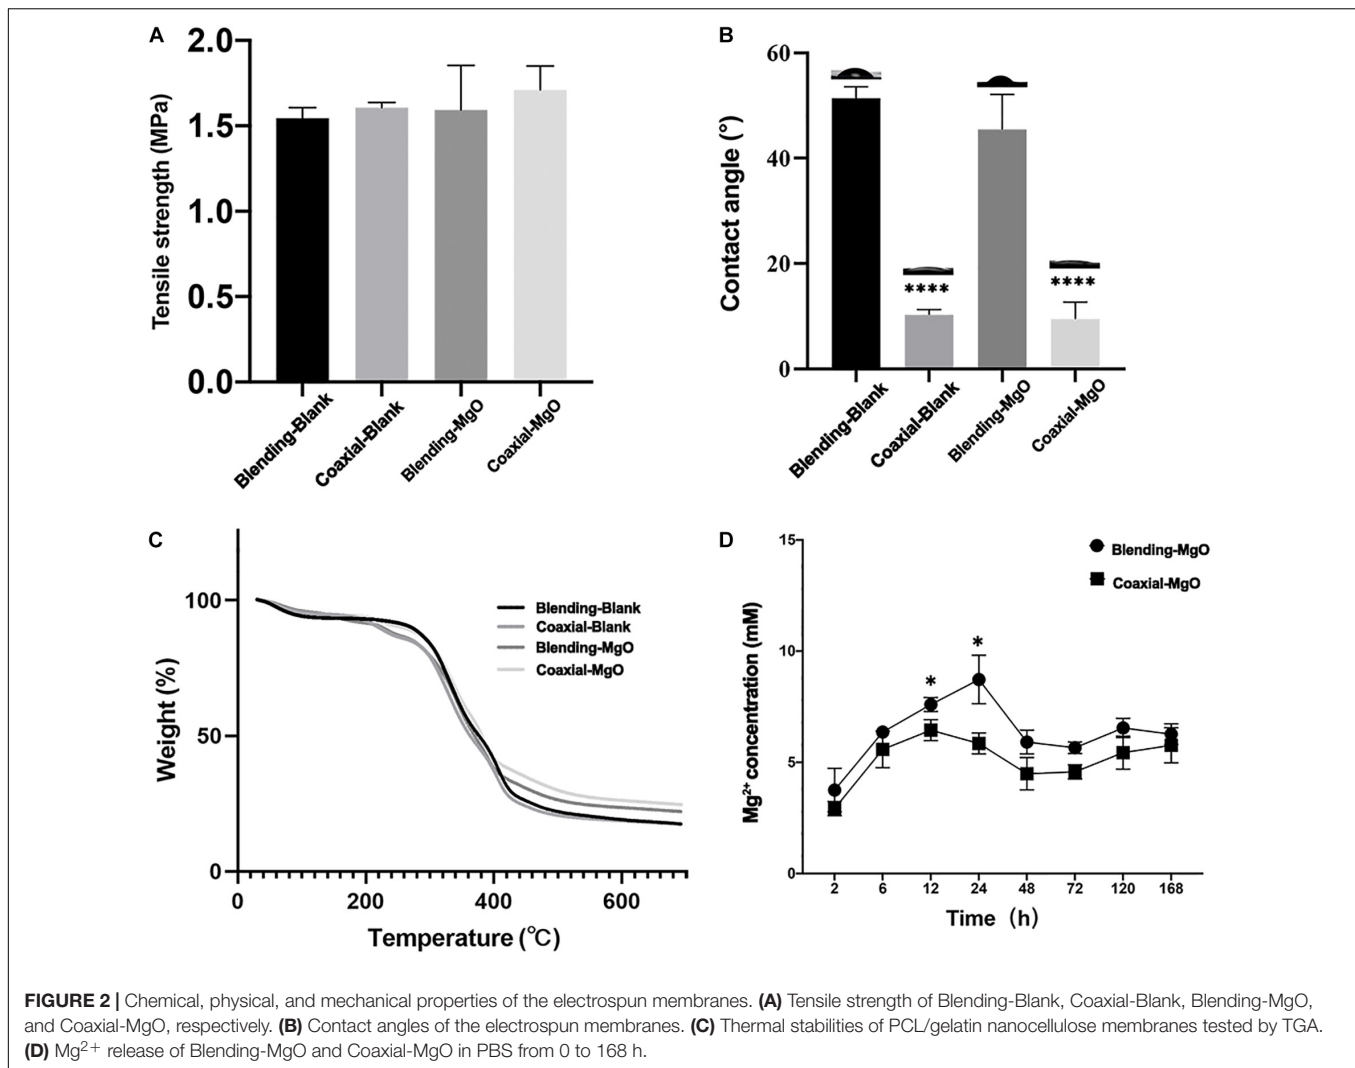 A
2.0
1.5
1.0
0.5
0.0
Tensile strength (MPa)
Blending-Blank
Coaxial-Blank
Blending-MgO
Coaxial-MgO
B
60
40
20
0
Contact angle (°)
****
****
Blending-Blank
Coaxial-Blank
Blending-MgO
Coaxial-MgO
C
100
50
0
Weight (%)
Blending-Blank
Coaxial-Blank
Blending-MgO
Coaxial-MgO
0 200 400 600
Temperature (℃)
D
15
10
5
0
Mg²⁺ concentration (mM)
Blending-MgO
Coaxial-MgO
*
*
2 6 12 24 48 72 120 168
Time (h)
FIGURE 2 | Chemical, physical, and mechanical properties of the electrospun membranes. (A) Tensile strength of Blending-Blank, Coaxial-Blank, Blending-MgO,
and Coaxial-MgO, respectively. (B) Contact angles of the electrospun membranes. (C) Thermal stabilities of PCL/gelatin nanocellulose membranes tested by TGA.
(D) Mg²⁺ release of Blending-MgO and Coaxial-MgO in PBS from 0 to 168 h.